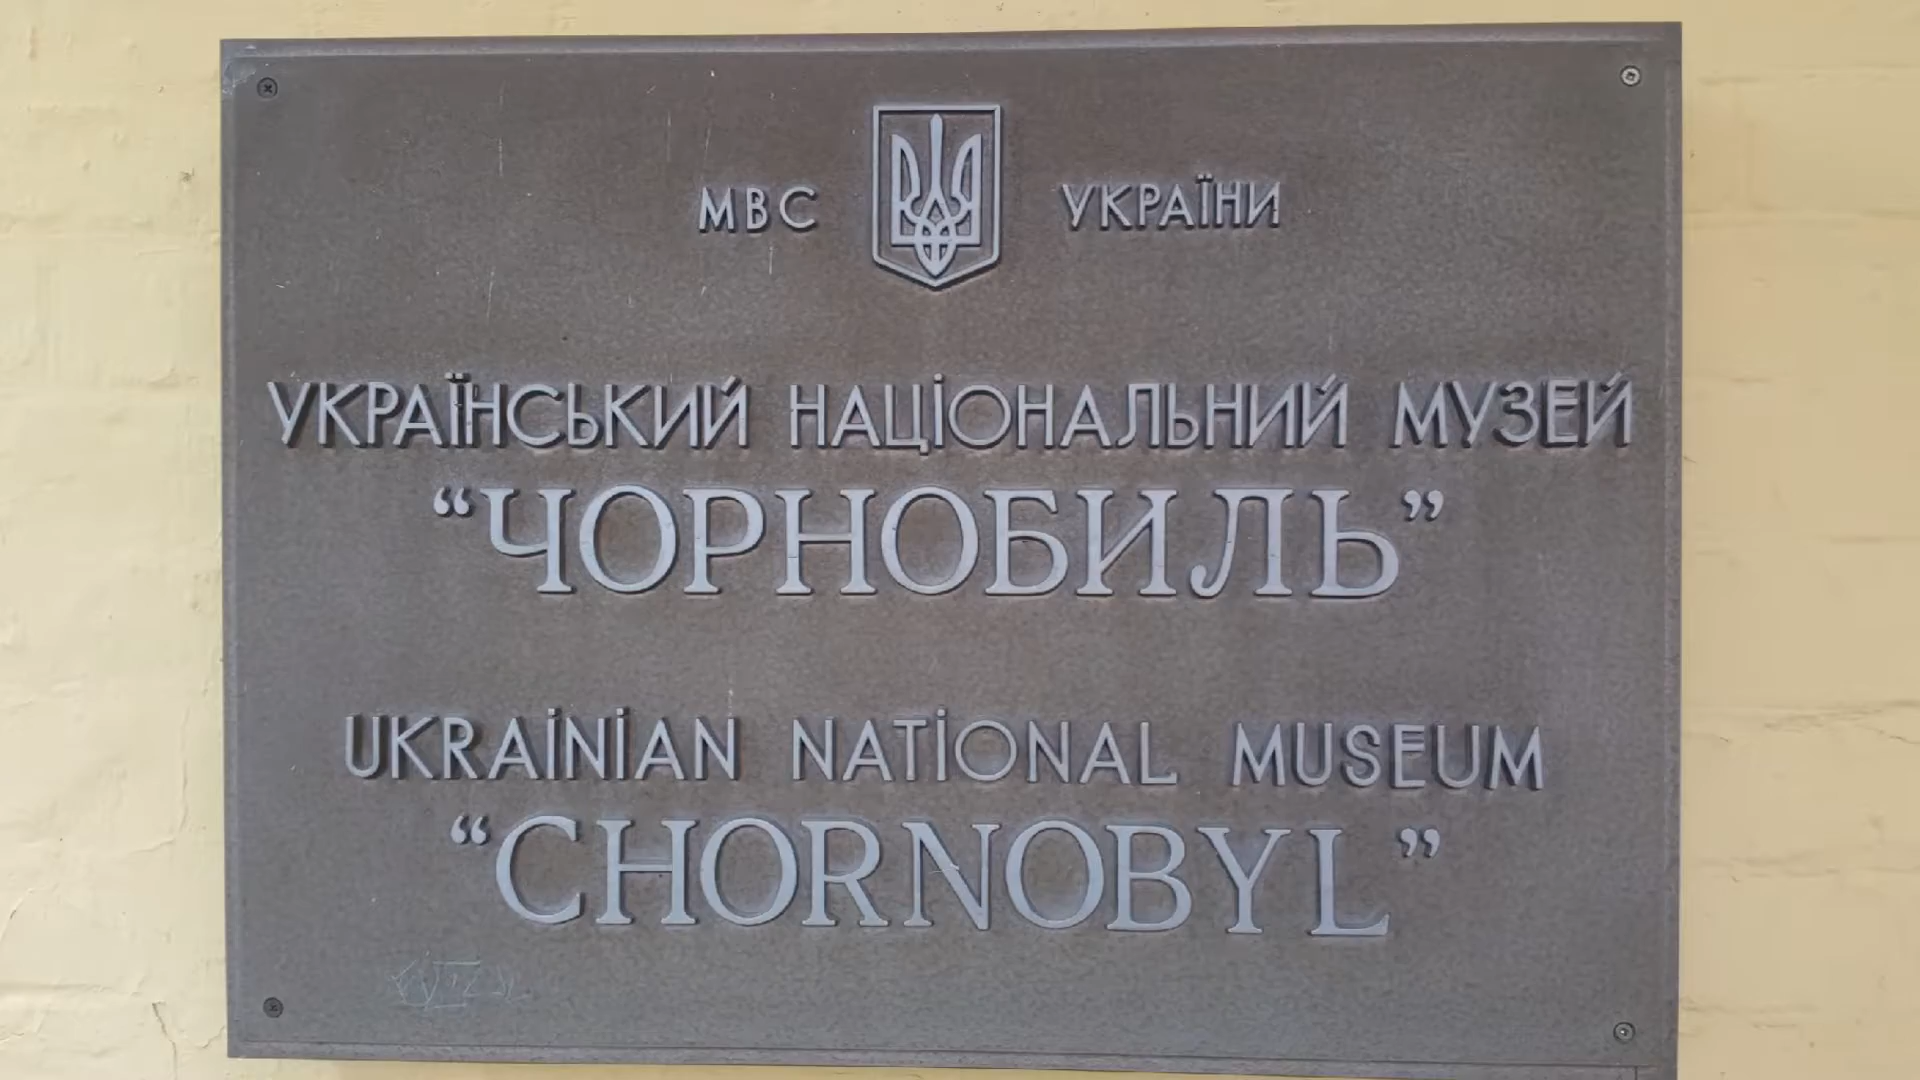 МВС УКРАЇНИ
УКРАЇНСЬКИЙ НАЦІОНАЛЬНИЙ МУЗЕЙ
“ЧОРНОБИЛЬ”
UKRAINIAN NATIONAL MUSEUM
“CHORNOBYL”